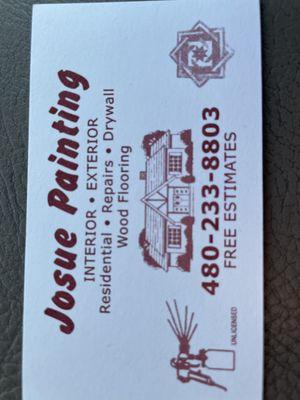 Josue Painting
INTERIOR • EXTERIOR
Residential • Repairs • Drywall
Wood Flooring
480-233-8803
FREE ESTIMATES
UNLICENSED